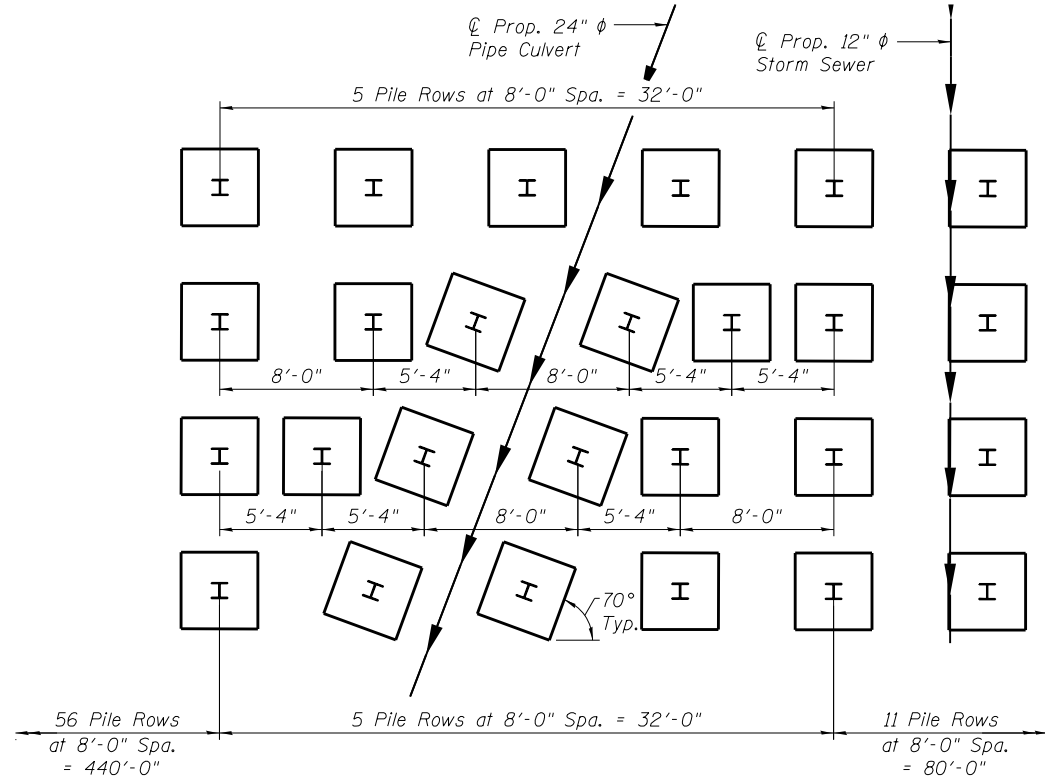 ℄ Prop. 24" φ
Pipe Culvert
℄ Prop. 12" φ
Storm Sewer
5 Pile Rows at 8'-0" Spa. = 32'-0"
8'-0" 5'-4" 8'-0" 5'-4" 5'-4"
5'-4" 5'-4" 8'-0" 5'-4" 8'-0"
70°
Typ.
56 Pile Rows
at 8'-0" Spa.
= 440'-0"
5 Pile Rows at 8'-0" Spa. = 32'-0"
11 Pile Rows
at 8'-0" Spa.
= 80'-0"